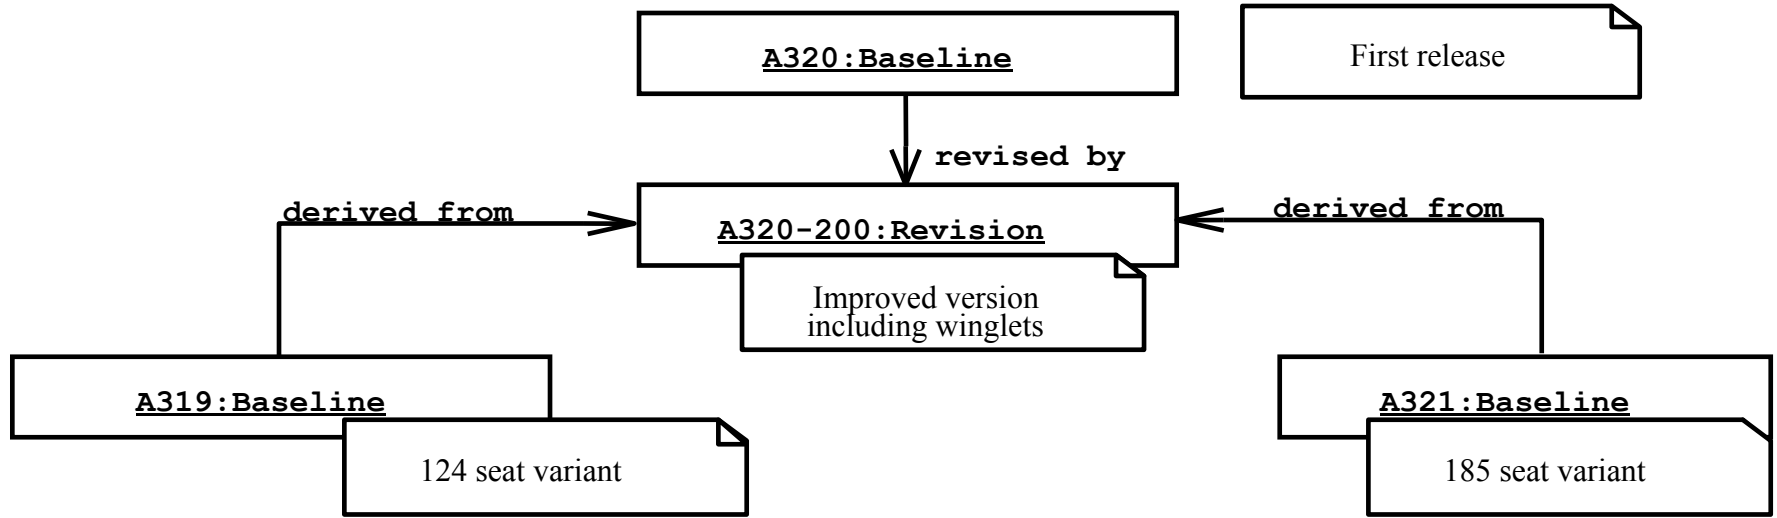 A320:Baseline
First release
revised by
derived from
derived from
A320-200:Revision
Improved version
including winglets
A319:Baseline
A321:Baseline
124 seat variant
185 seat variant